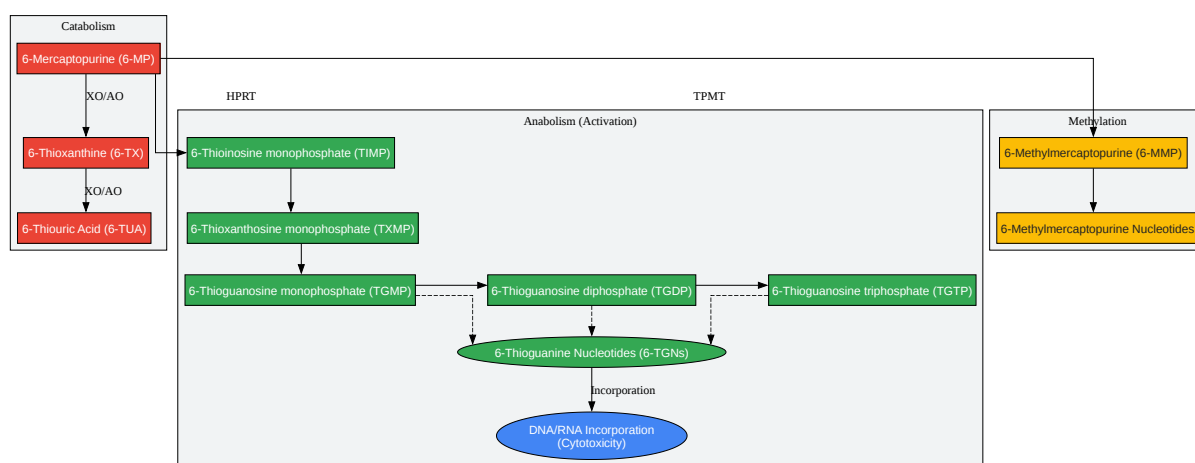 Catabolism
6-Mercaptopurine (6-MP)
XO/AO
HPRT
TPMT
Anabolism (Activation)
Methylation
6-Thioxanthine (6-TX)
6-Thioinosine monophosphate (TIMP)
6-Methylmercaptopurine (6-MMP)
XO/AO
6-Thiouric Acid (6-TUA)
6-Thioxanthosine monophosphate (TXMP)
6-Methylmercaptopurine Nucleotides
6-Thioguanosine monophosphate (TGMP)
6-Thioguanosine diphosphate (TGDP)
6-Thioguanosine triphosphate (TGTP)
6-Thioguanine Nucleotides (6-TGNs)
Incorporation
DNA/RNA Incorporation
(Cytotoxicity)